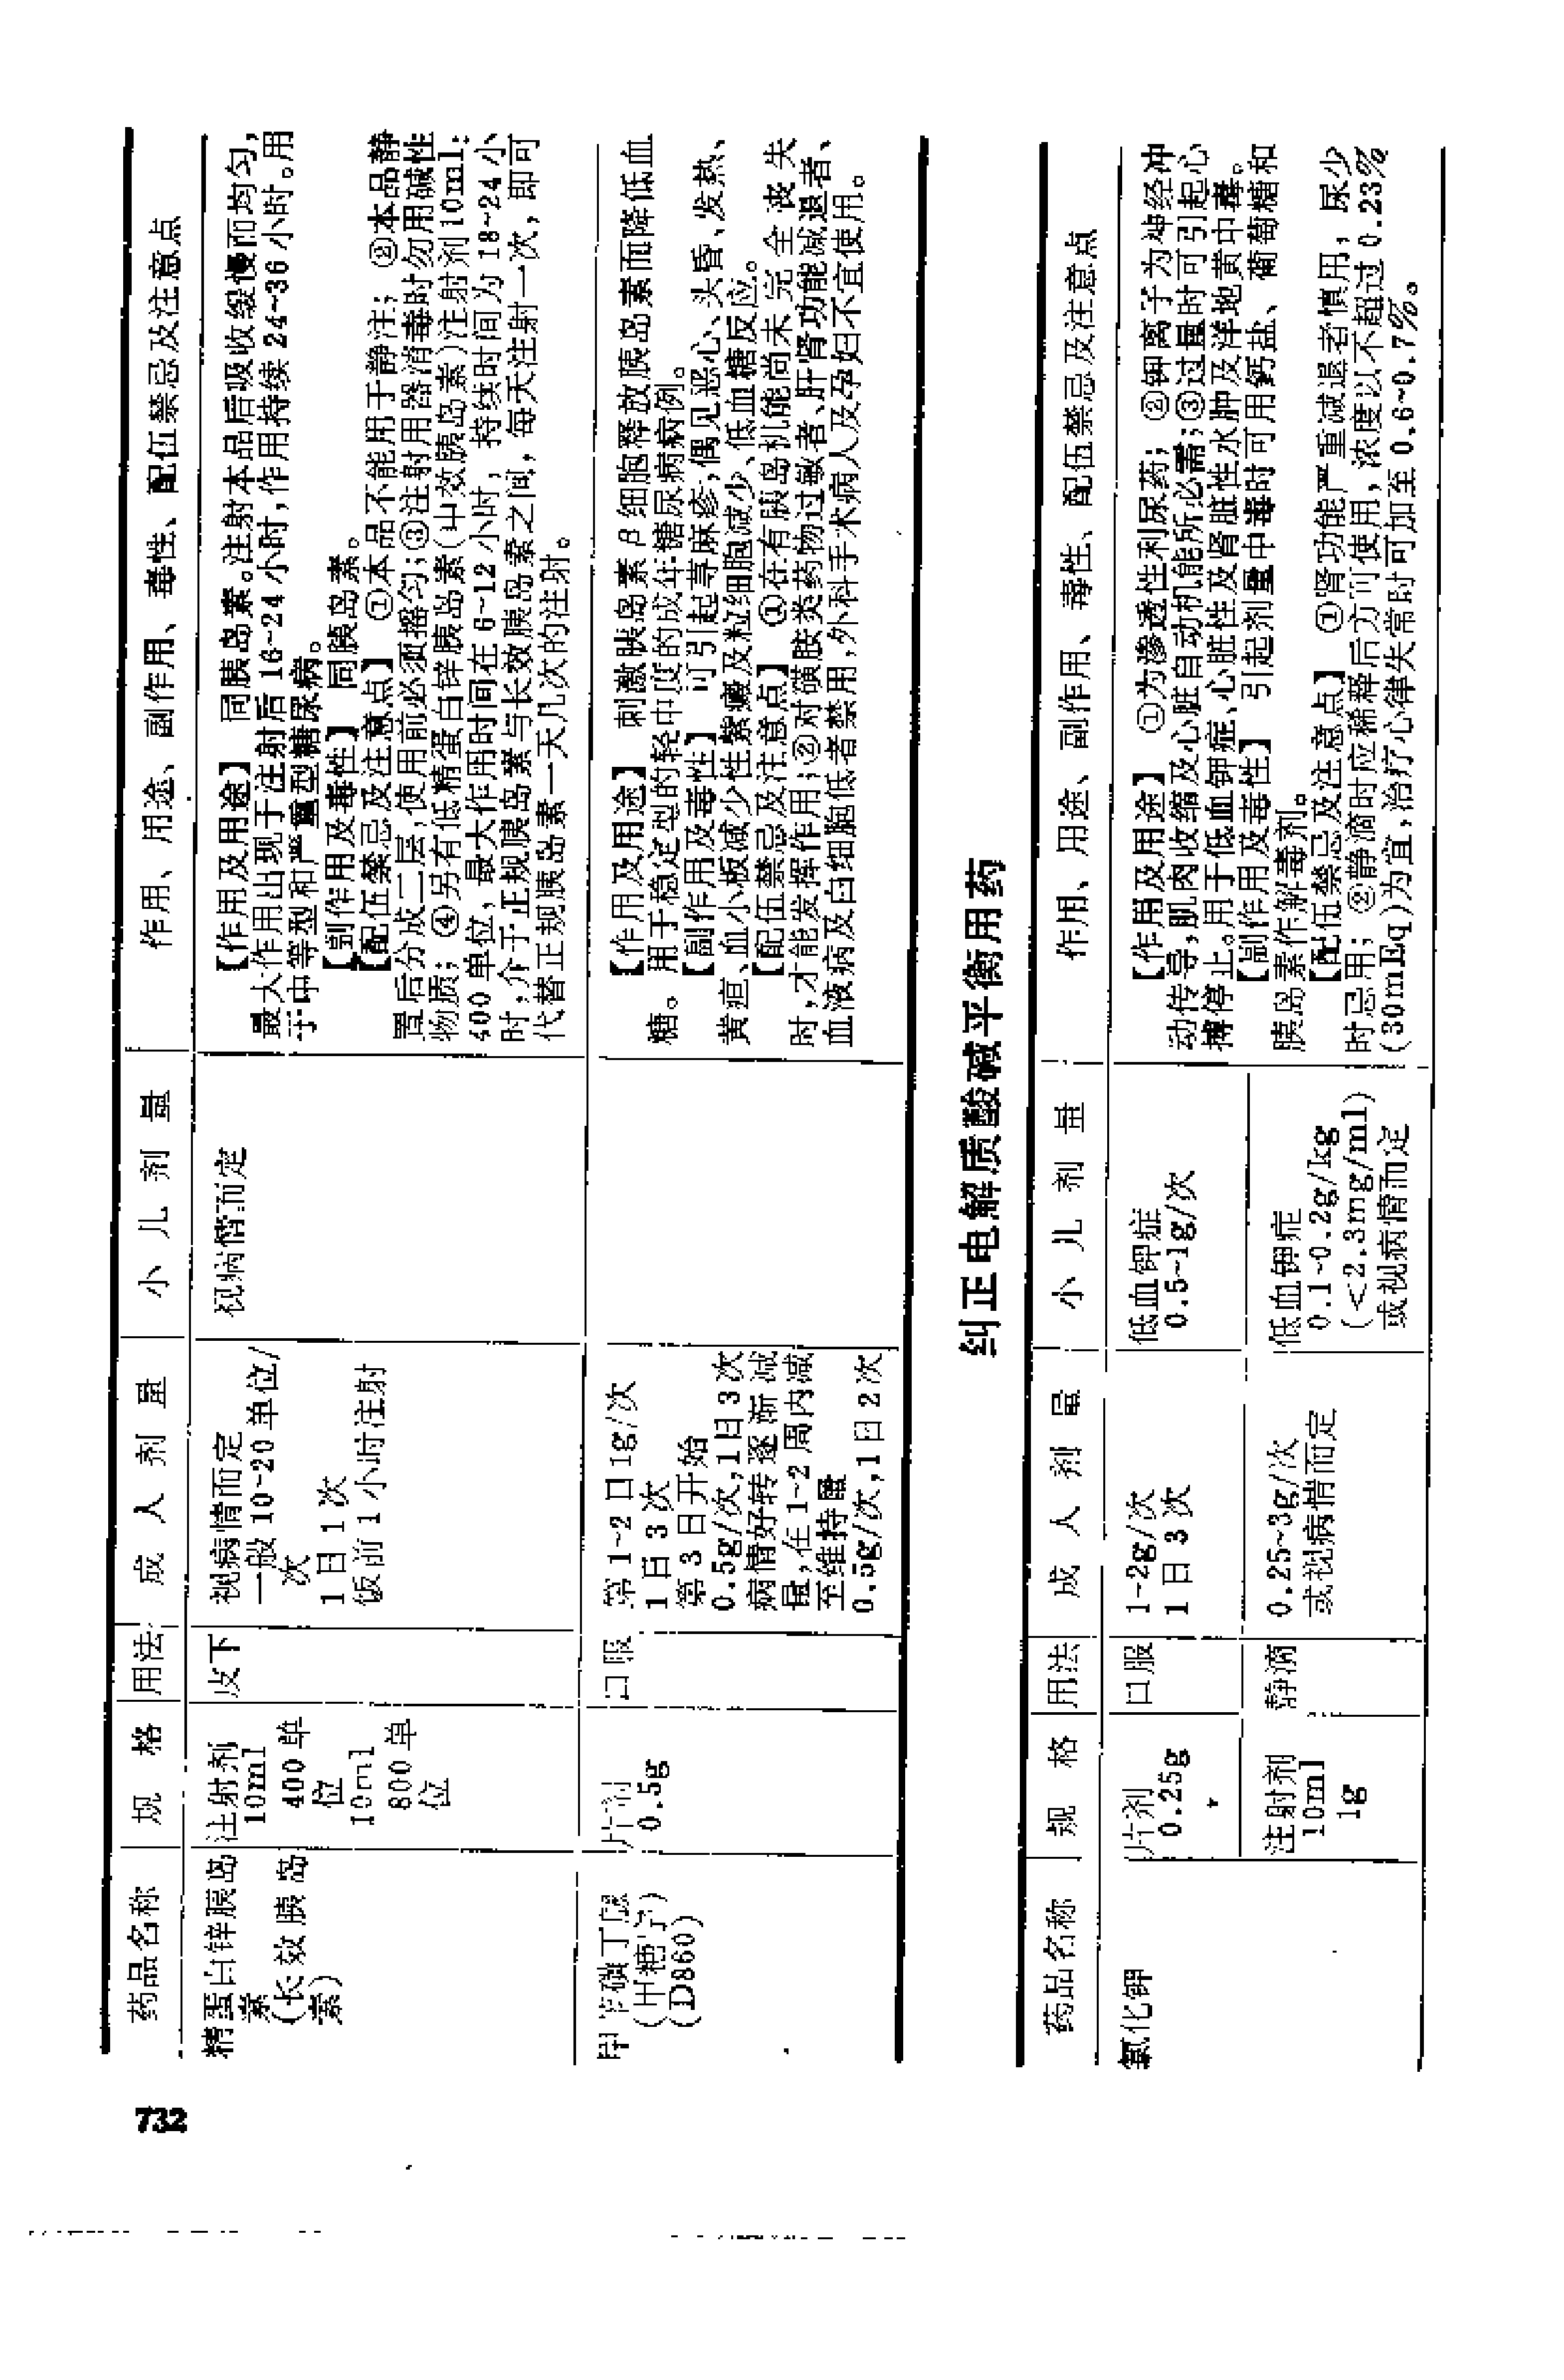 732
药品名称
规 格
用法
成 人 剂 量
小 儿 剂 量
作用、用途、副作用、毒性、配伍禁忌及注意点
精蛋白锌胰岛
素
(长效胰岛
素)
注射剂
10ml
400单
位
10ml
800单
位
皮下
视病情而定
一般10~20单位/
次
1日1次
饭前1小时注射
视病情而定
【作用及用途】 同胰岛素。注射本品后吸收缓慢而均匀,
最大作用出现于注射后16~24小时,作用持续24~36小时。用
于中等型和严重型糖尿病。
【副作用及毒性】 同胰岛素。
【配伍禁忌及注意点】 ①本品不能用于静注; ②本品静
置后分成二层,使用前必须摇匀;③注射用器消毒时勿用碱性
物质; ④另有低精蛋白锌胰岛素(中效胰岛素)注射剂10ml:
400单位, 最大作用时间在6~12小时, 持续时间为18~24小
时,介于正规胰岛素与长效胰岛素之间, 每天注射一次, 即可
代替正规胰岛素一天几次的注射。
甲苯磺丁脲
(甲糖宁)
(D860)
片剂
0.5g
口服
第1~2日1g/次
1日3次
第3日开始
0.5g/次,1日3次
病情好转逐渐减
量,在1~2周内减
至维持量
0.5g/次,1日2次
【作用及用途】 刺激胰岛素β细胞释放胰岛素而降低血
糖。用于稳定型的轻中度的成年糖尿病病例。
【副作用及毒性】 可引起荨麻疹,偶见恶心、头昏、发热、
黄疸、血小板减少性紫癜及粒细胞减少、低血糖反应。
【配伍禁忌及注意点】 ①在有胰岛机能尚未完全丧失
时,才能发挥作用;②对磺胺类药物过敏者、肝肾功能减退者、
血液病及白细胞低者禁用,外科手术病人及孕妇不宜使用。
纠正电解质酸碱平衡用药
药品名称
规 格
用法
成 人 剂 量
小 儿 剂 量
作用、用途、副作用、毒性、配伍禁忌及注意点
氯化钾
片剂
0.25g
口服
1~2g/次
1日3次
低血钾症
0.5~1g/次
注射剂
10ml
1g
静滴
0.25~3g/次
或视病情而定
低血钾症
0.1~0.2g/kg
(<2.3mg/ml)
或视病情而定
【作用及用途】 ①为渗透性利尿药; ②钾离子为神经冲
动传导,肌肉收缩及心脏自动机能所必需;③过量时可引起心
搏停止。用于低血钾症、心脏性及肾脏性水肿及洋地黄中毒。
【副作用及毒性】 引起剂量中毒时可用钙盐、葡萄糖和
胰岛素作解毒剂。
【配伍禁忌及注意点】 ①肾功能严重减退者慎用, 尿少
时忌用; ②静滴时应稀释后方可使用, 浓度以不超过0.23%
(30mEq)为宜,治疗心律失常时可加至0.6~0.7%。